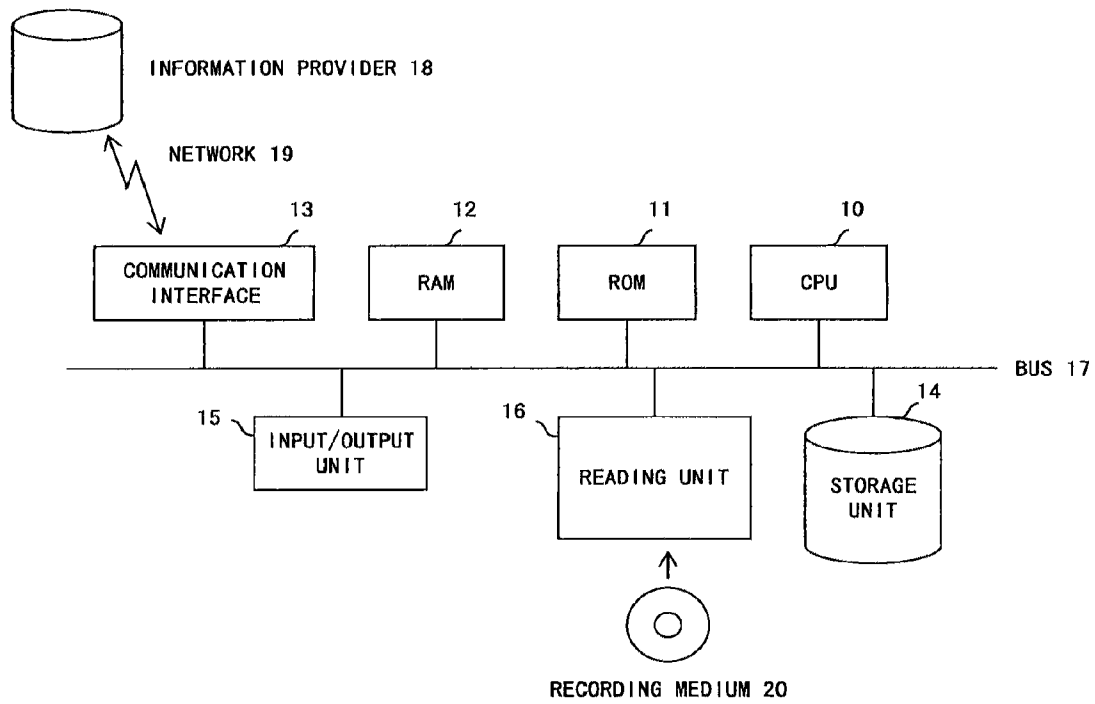 INFORMATION PROVIDER 18
NETWORK 19
13
12
11
10
COMMUNICATION
INTERFACE
RAM
ROM
CPU
BUS 17
15
16
14
INPUT/OUTPUT
UNIT
READING UNIT
STORAGE
UNIT
RECORDING MEDIUM 20